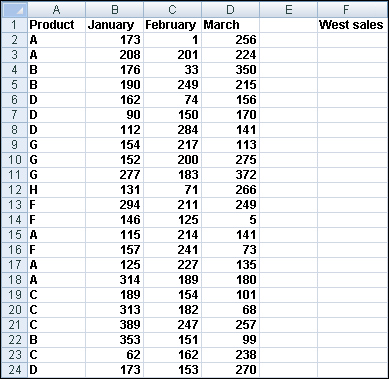 A B C D E F
1 Product January February March West sales
2 A 173 1 256
3 A 208 201 224
4 B 176 33 350
5 B 190 249 215
6 D 162 74 156
7 D 90 150 170
8 D 112 284 141
9 G 154 217 113
10 G 152 200 275
11 G 277 183 372
12 H 131 71 266
13 F 294 211 249
14 F 146 125 5
15 A 115 214 141
16 F 157 241 73
17 A 125 227 135
18 A 314 189 180
19 C 189 154 101
20 C 313 182 68
21 C 389 247 257
22 B 353 151 99
23 C 62 162 238
24 D 173 153 270